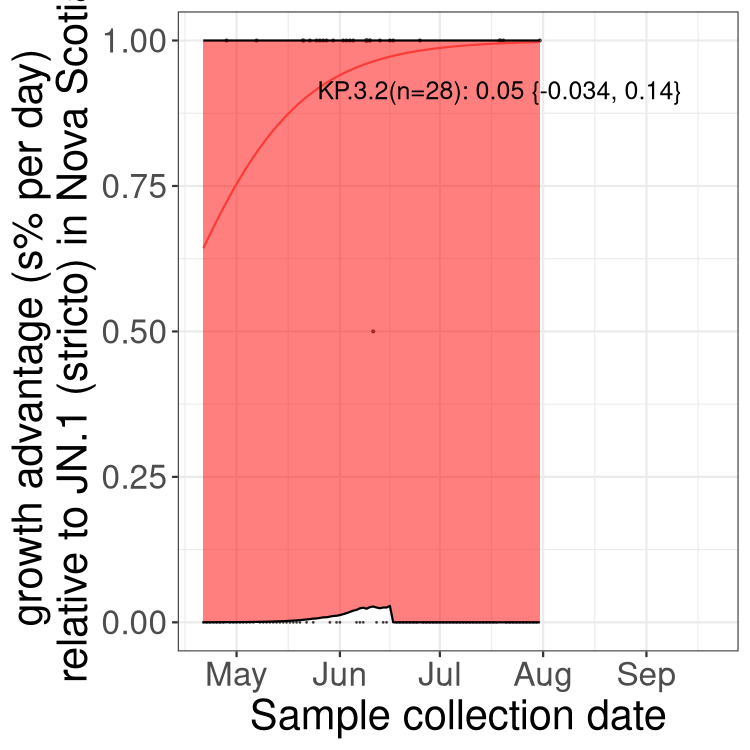 growth advantage (s% per day)
relative to JN.1 (stricto) in Nova Scotia
1.00
0.75
0.50
0.25
0.00
KP.3.2(n=28): 0.05 {-0.034, 0.14}
May Jun Jul Aug Sep
Sample collection date